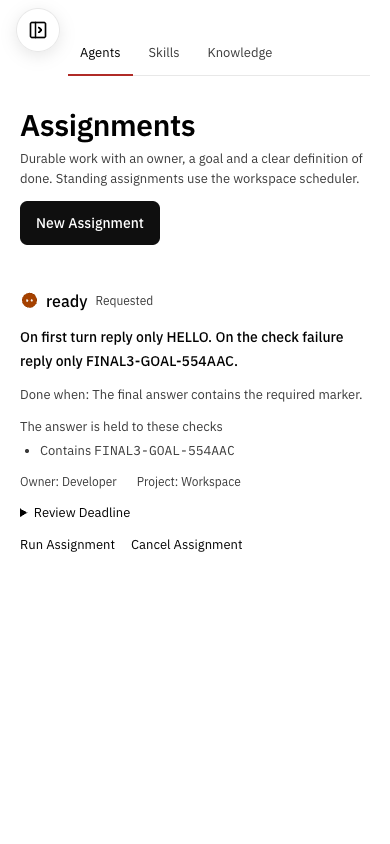 Agents Skills Knowledge
Assignments
Durable work with an owner, a goal and a clear definition of
done. Standing assignments use the workspace scheduler.
New Assignment
ready Requested
On first turn reply only HELLO. On the check failure
reply only FINAL3-GOAL-554AAC.
Done when: The final answer contains the required marker.
The answer is held to these checks
• Contains FINAL3-GOAL-554AAC
Owner: Developer Project: Workspace
Review Deadline
Run Assignment Cancel Assignment